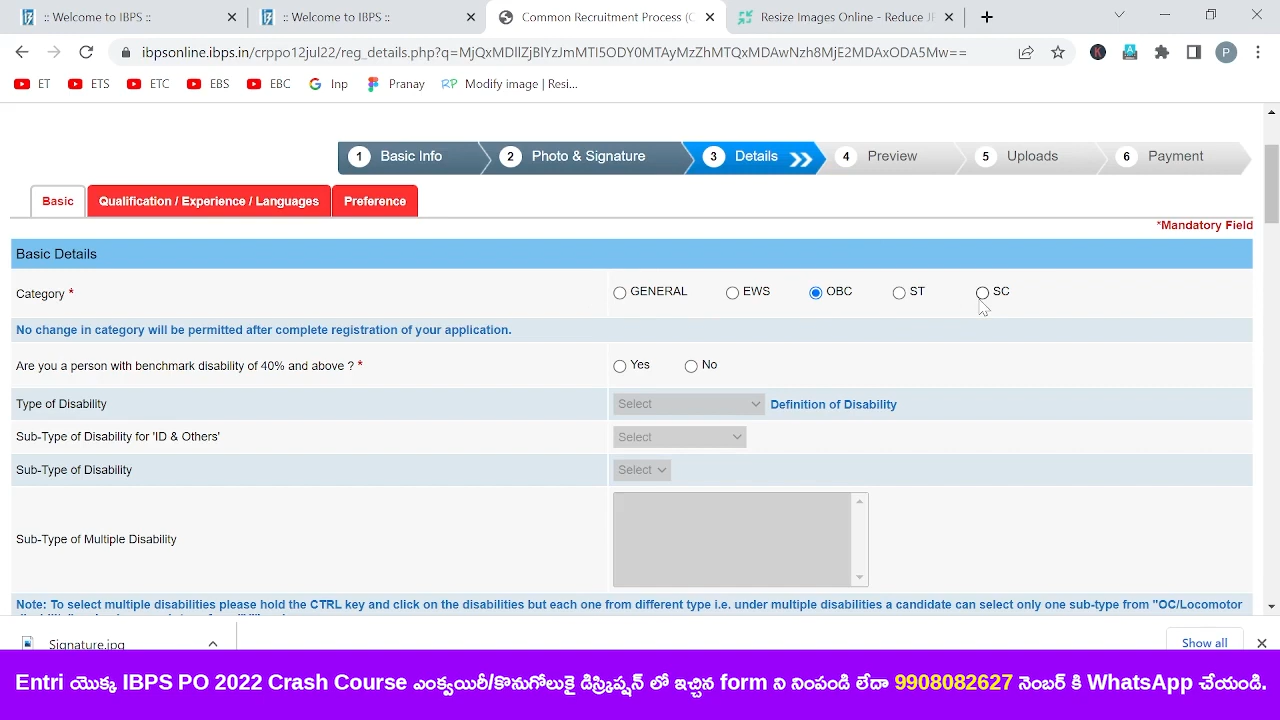 :: Welcome to IBPS ::
:: Welcome to IBPS ::
Common Recruitment Process (C
Resize Images Online - Reduce JP
ibpsonline.ibps.in/crppo12jul22/reg_details.php?q=MjQxMDllZjBlYzJmMTI5ODY0MTAyMzZhMTQxMDAwNzh8MjE2MDAxODA5Mw==
K
A
P
ET
ETS
ETC
EBS
EBC
Inp
Pranay
RP Modify image | Resi...
1 Basic Info
2 Photo & Signature
3 Details
4 Preview
5 Uploads
6 Payment
Basic
Qualification / Experience / Languages
Preference
*Mandatory Field
Basic Details
Category *
GENERAL EWS OBC ST SC
No change in category will be permitted after complete registration of your application.
Are you a person with benchmark disability of 40% and above ? *
Yes No
Type of Disability
Select
Definition of Disability
Sub-Type of Disability for 'ID & Others'
Select
Sub-Type of Disability
Select
Sub-Type of Multiple Disability
Note: To select multiple disabilities please hold the CTRL key and click on the disabilities but each one from different type i.e. under multiple disabilities a candidate can select only one sub-type from "OC/Locomotor
Signature.jpg
Show all
Entri యొక్క IBPS PO 2022 Crash Course ఎంక్వయిరీ/కొనుగోలుకై డిస్క్రిప్షన్ లో ఇచ్చిన form ని నింపండి లేదా 9908082627 నెంబర్ కి WhatsApp చేయండి.